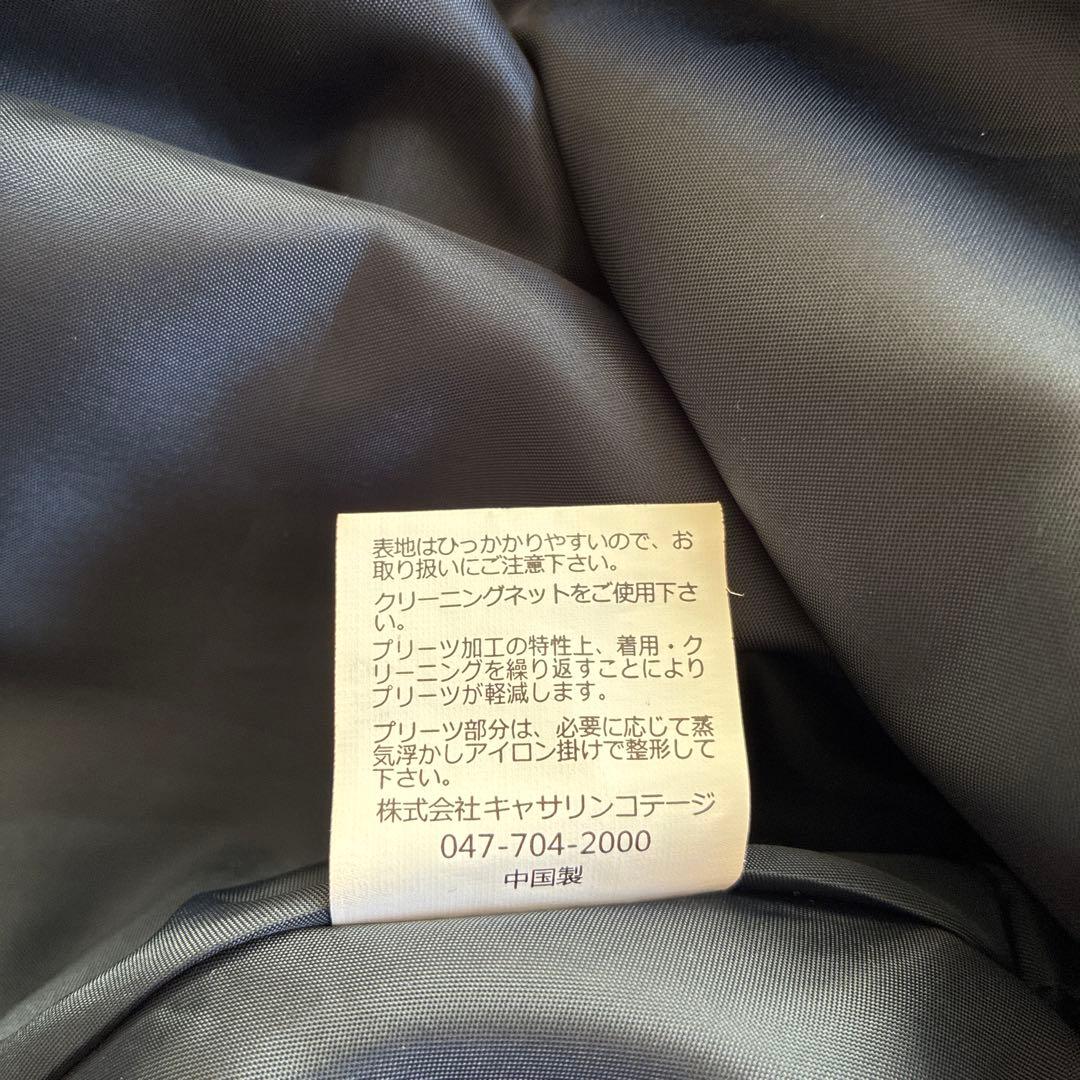 表地はひっかかりやすいので、お
取り扱いにご注意下さい。
クリーニングネットをご使用下さ
い。
プリーツ加工の特性上、着用・ク
リーニングを繰り返すことにより
プリーツが軽減します。
プリーツ部分は、必要に応じて蒸
気浮かしアイロン掛けで整形して
下さい。
株式会社キャサリンコテージ
047-704-2000
中国製